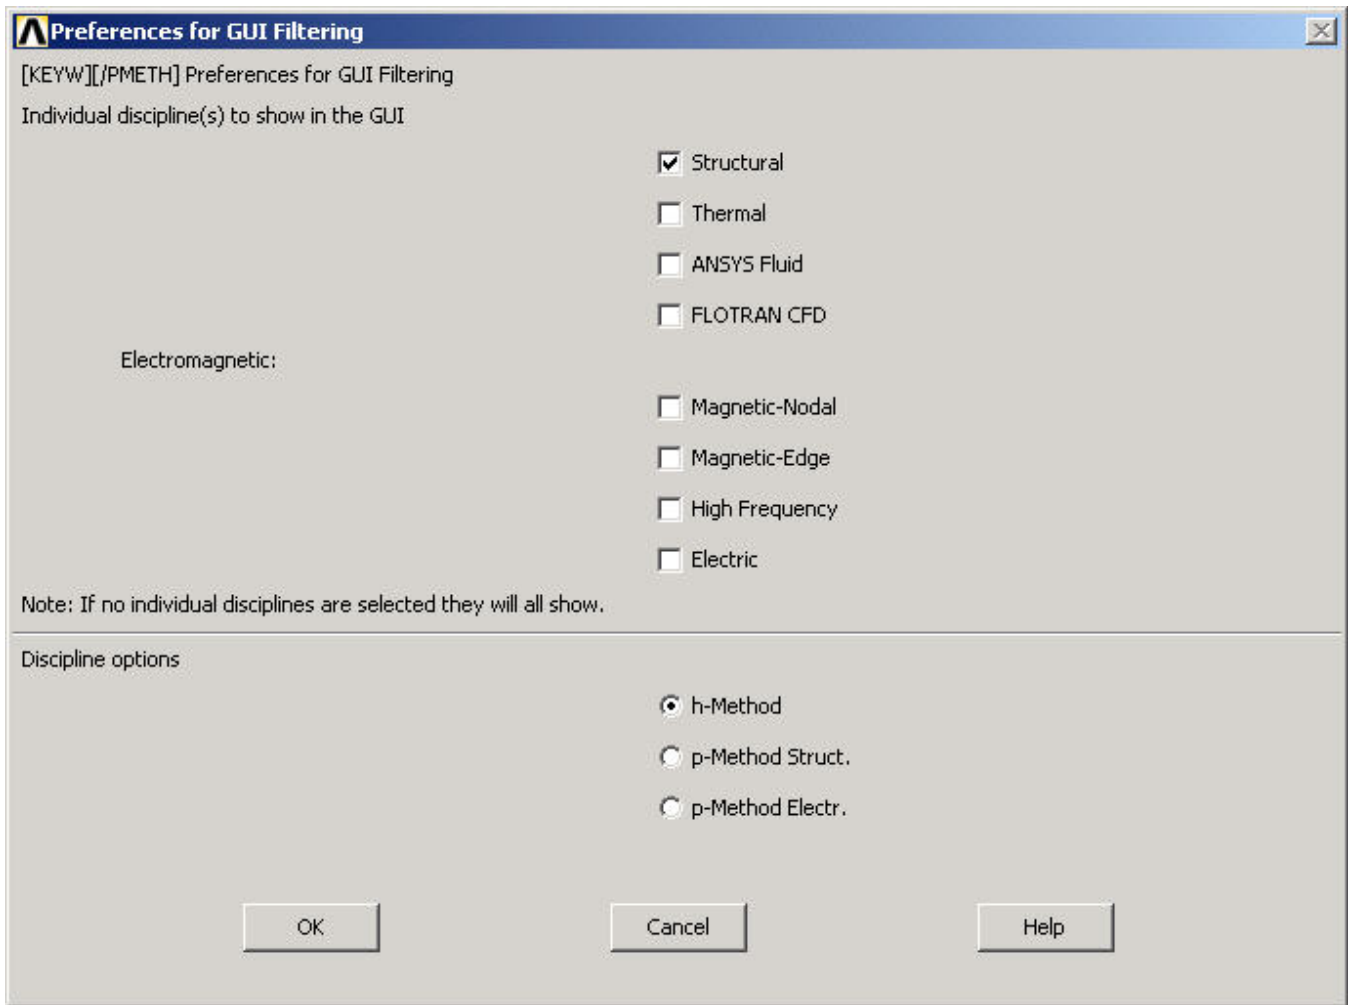 Preferences for GUI Filtering
[KEYW][/PMETH] Preferences for GUI Filtering
Individual discipline(s) to show in the GUI
Structural
Thermal
ANSYS Fluid
FLOTRAN CFD
Electromagnetic:
Magnetic-Nodal
Magnetic-Edge
High Frequency
Electric
Note: If no individual disciplines are selected they will all show.
Discipline options
h-Method
p-Method Struct.
p-Method Electr.
OK Cancel Help